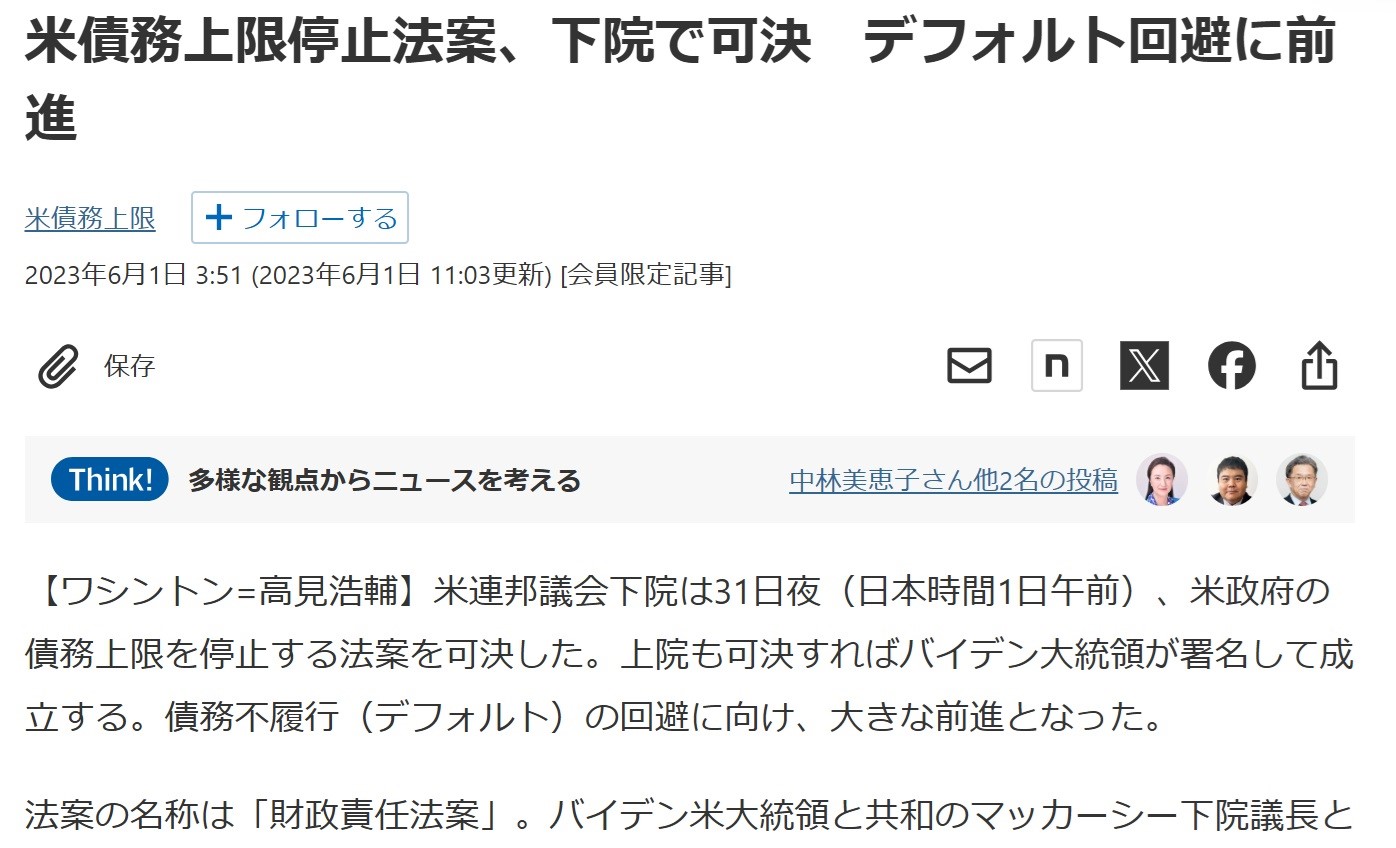 米債務上限停止法案、下院で可決　デフォルト回避に前
進
米債務上限
+ フォローする
2023年6月1日 3:51 (2023年6月1日 11:03更新) [会員限定記事]
保存
n
X
f
Think! 多様な観点からニュースを考える
中林美恵子さん他2名の投稿
【ワシントン=高見浩輔】米連邦議会下院は31日夜（日本時間1日午前）、米政府の
債務上限を停止する法案を可決した。上院も可決すればバイデン大統領が署名して成
立する。債務不履行（デフォルト）の回避に向け、大きな前進となった。
法案の名称は「財政責任法案」。バイデン米大統領と共和のマッカーシー下院議長と